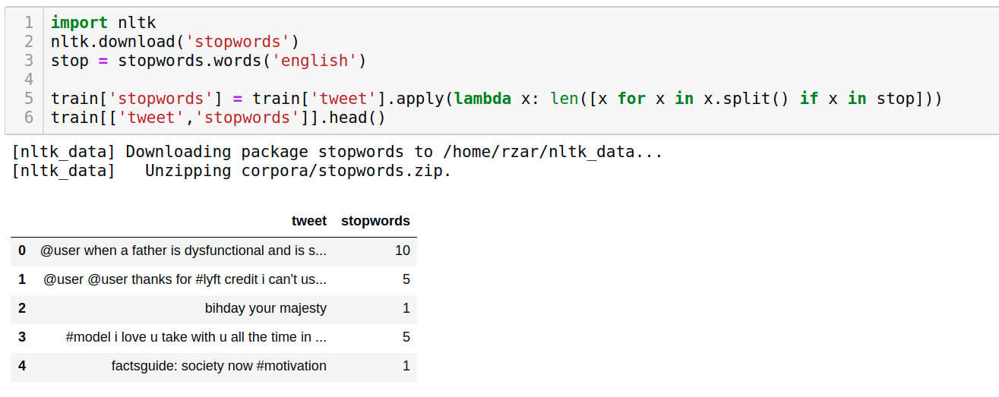 1 import nltk
2 nltk.download('stopwords')
3 stop = stopwords.words('english')
4
5 train['stopwords'] = train['tweet'].apply(lambda x: len([x for x in x.split() if x in stop]))
6 train[['tweet','stopwords']].head()
[nltk_data] Downloading package stopwords to /home/rzar/nltk_data...
[nltk_data]   Unzipping corpora/stopwords.zip.
tweet stopwords
0 @user when a father is dysfunctional and is s... 10
1 @user @user thanks for #lyft credit i can't us... 5
2 bihday your majesty 1
3 #model i love u take with u all the time in ... 5
4 factsguide: society now #motivation 1